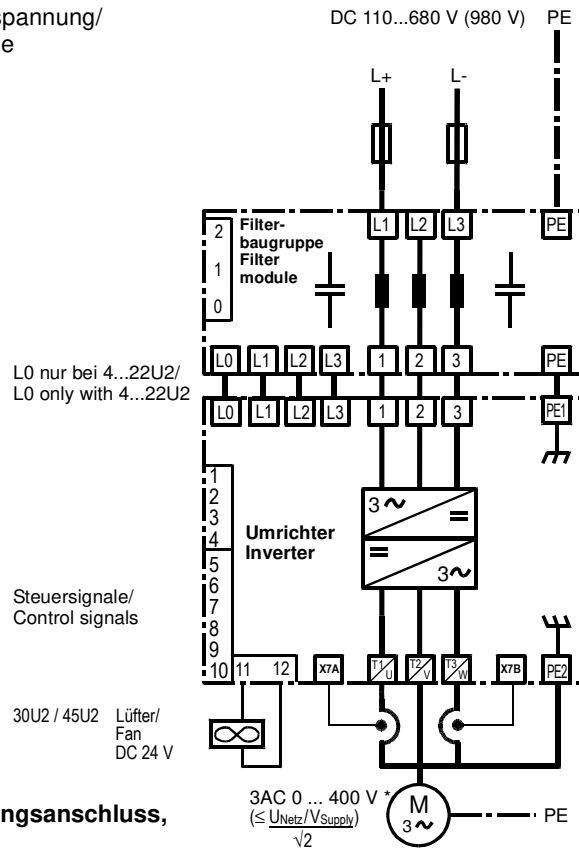 spannung/
DC 110...680 V (980 V) PE
e
L+ L-
2 Filter-
baugruppe
1 Filter
module
0
L1 L2 L3 PE
L0 L1 L2 L3 1 2 3 PE
L0 nur bei 4...22U2/
L0 only with 4...22U2
L0 L1 L2 L3 1 2 3 PE1
1
2
3
4
5
6
7
8
9
10 11 12 X7A T1/U T2/V T3/W X7B PE2
3~ =
Umrichter
Inverter
= 3~
Steuersignale/
Control signals
30U2 / 45U2 Lüfter/
Fan
DC 24 V
ngsanschluss,
3AC 0 ... 400 V *
(≤ UNetz/VSupply)
√2
M
3~
PE